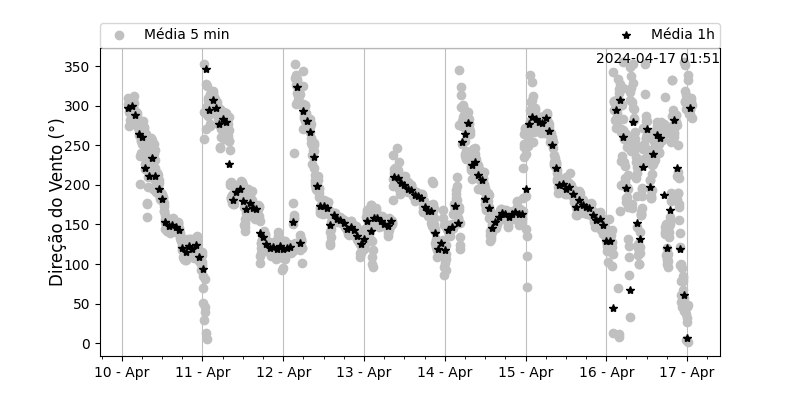 Média 5 min
Média 1h
2024-04-17 01:51
Direção do Vento (°)
350
300
250
200
150
100
50
0
10 - Apr
11 - Apr
12 - Apr
13 - Apr
14 - Apr
15 - Apr
16 - Apr
17 - Apr